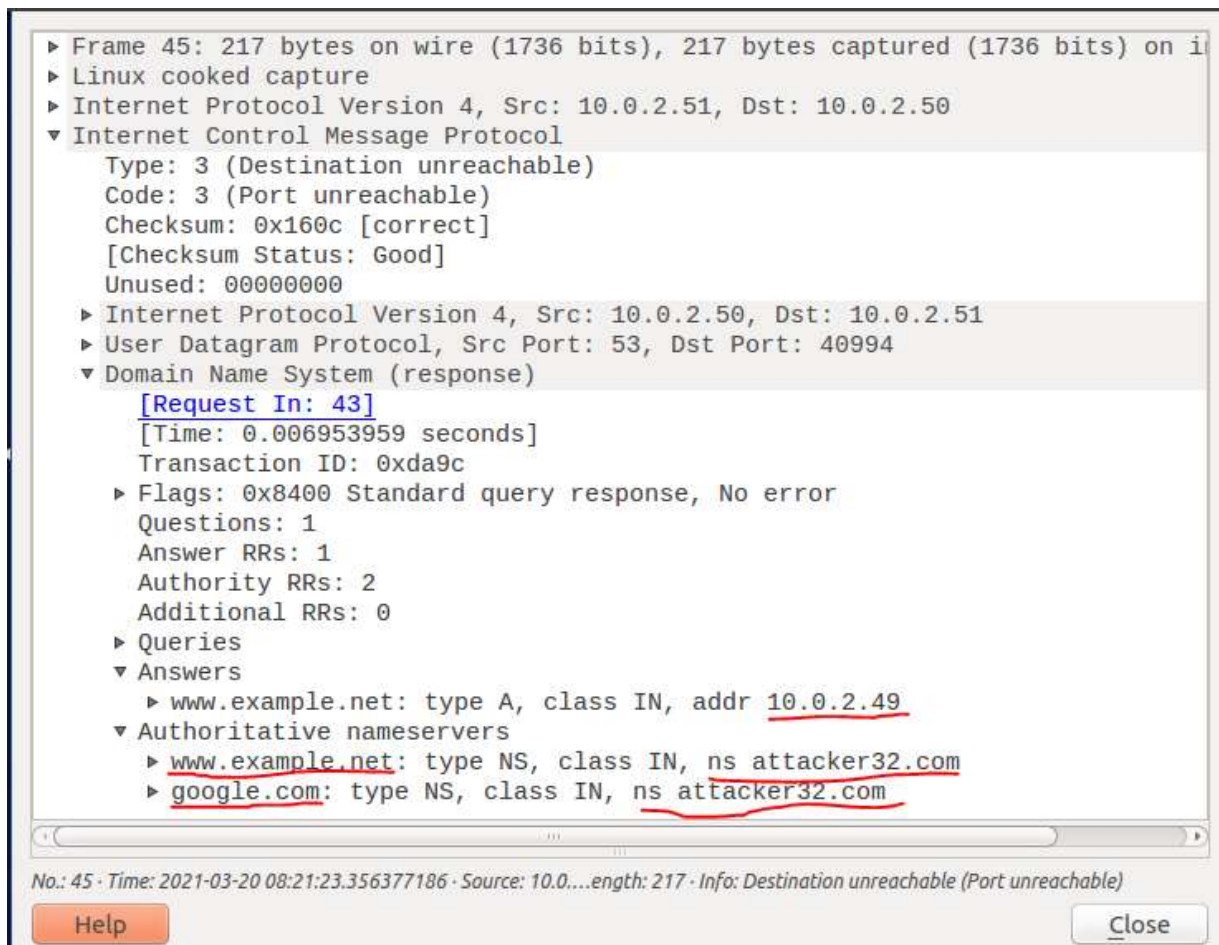 Frame 45: 217 bytes on wire (1736 bits), 217 bytes captured (1736 bits) on i
Linux cooked capture
Internet Protocol Version 4, Src: 10.0.2.51, Dst: 10.0.2.50
Internet Control Message Protocol
Type: 3 (Destination unreachable)
Code: 3 (Port unreachable)
Checksum: 0x160c [correct]
[Checksum Status: Good]
Unused: 00000000
Internet Protocol Version 4, Src: 10.0.2.50, Dst: 10.0.2.51
User Datagram Protocol, Src Port: 53, Dst Port: 40994
Domain Name System (response)
[Request In: 43]
[Time: 0.006953959 seconds]
Transaction ID: 0xda9c
Flags: 0x8400 Standard query response, No error
Questions: 1
Answer RRs: 1
Authority RRs: 2
Additional RRs: 0
Queries
Answers
www.example.net: type A, class IN, addr 10.0.2.49
Authoritative nameservers
www.example.net: type NS, class IN, ns attacker32.com
google.com: type NS, class IN, ns attacker32.com
No.: 45 · Time: 2021-03-20 08:21:23.356377186 · Source: 10.0....ength: 217 · Info: Destination unreachable (Port unreachable)
Help
Close